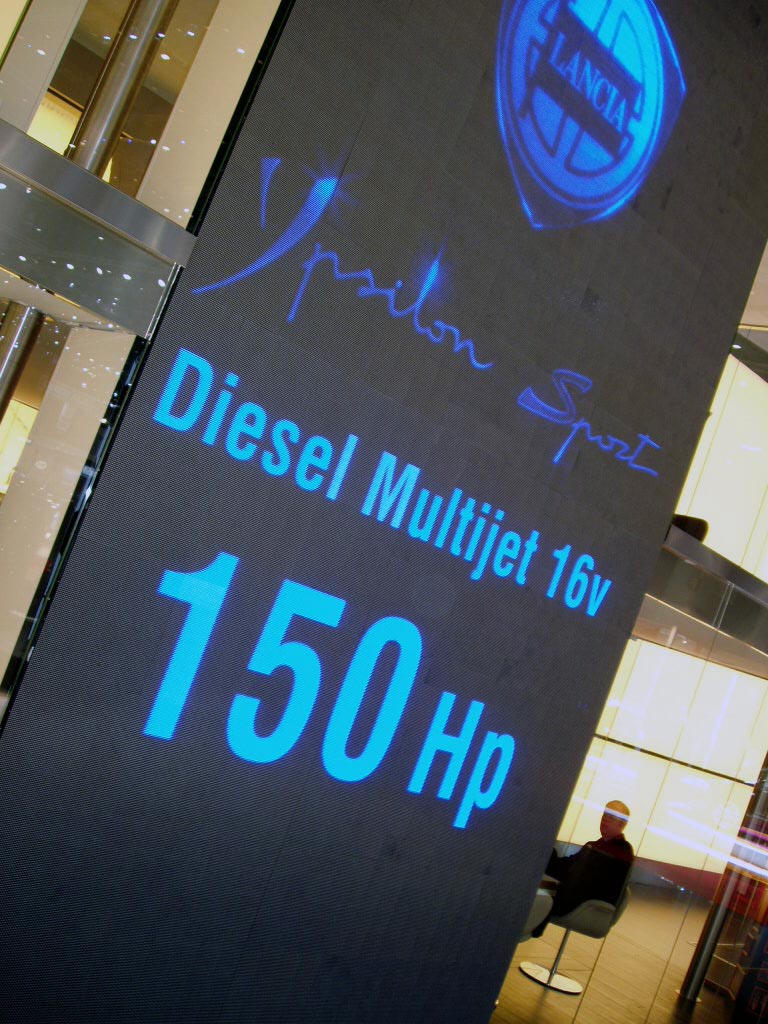 LANCIA
Ypsilon Sport
Diesel Multijet 16v
150 Hp